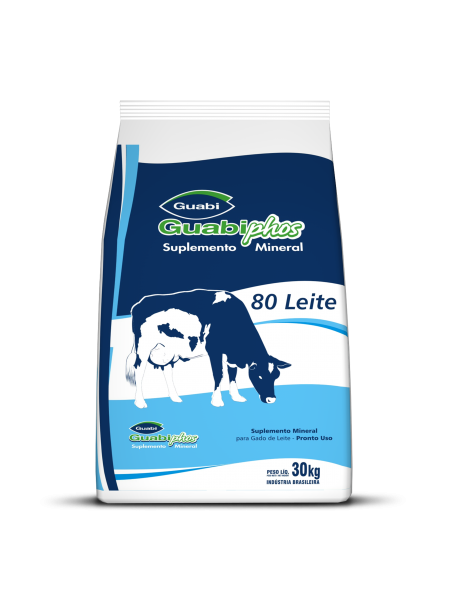 Guabi
Guabiphos
Suplemento Mineral
80 Leite
Guabi
Guabiphos
Suplemento Mineral
Suplemento Mineral
para Gado de Leite - Pronto Uso
PESO LÍQ. 30kg
INDÚSTRIA BRASILEIRA